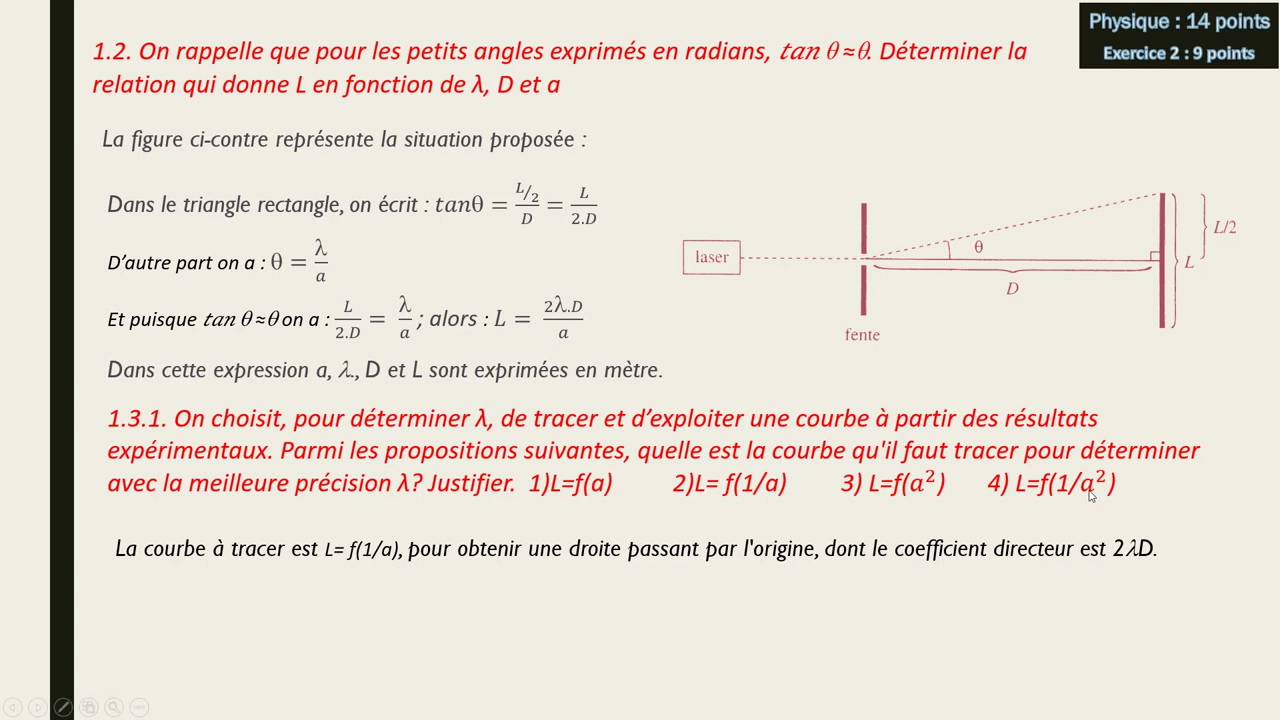 Physique : 14 points
Exercice 2 : 9 points
1.2. On rappelle que pour les petits angles exprimés en radians, tan θ ≈ θ. Déterminer la
relation qui donne L en fonction de λ, D et a
La figure ci-contre représente la situation proposée :
Dans le triangle rectangle, on écrit : tanθ = (L/2)/D = L/(2.D)
D’autre part on a : θ = λ/a
Et puisque tan θ ≈ θ on a : L/(2.D) = λ/a ; alors : L = 2λ.D/a
Dans cette expression a, λ., D et L sont exprimées en mètre.
laser
θ
D
fente
L/2
L
1.3.1. On choisit, pour déterminer λ, de tracer et d’exploiter une courbe à partir des résultats
expérimentaux. Parmi les propositions suivantes, quelle est la courbe qu'il faut tracer pour déterminer
avec la meilleure précision λ? Justifier. 1)L=f(a) 2)L= f(1/a) 3) L=f(a²) 4) L=f(1/a²)
La courbe à tracer est L= f(1/a), pour obtenir une droite passant par l'origine, dont le coefficient directeur est 2λD.